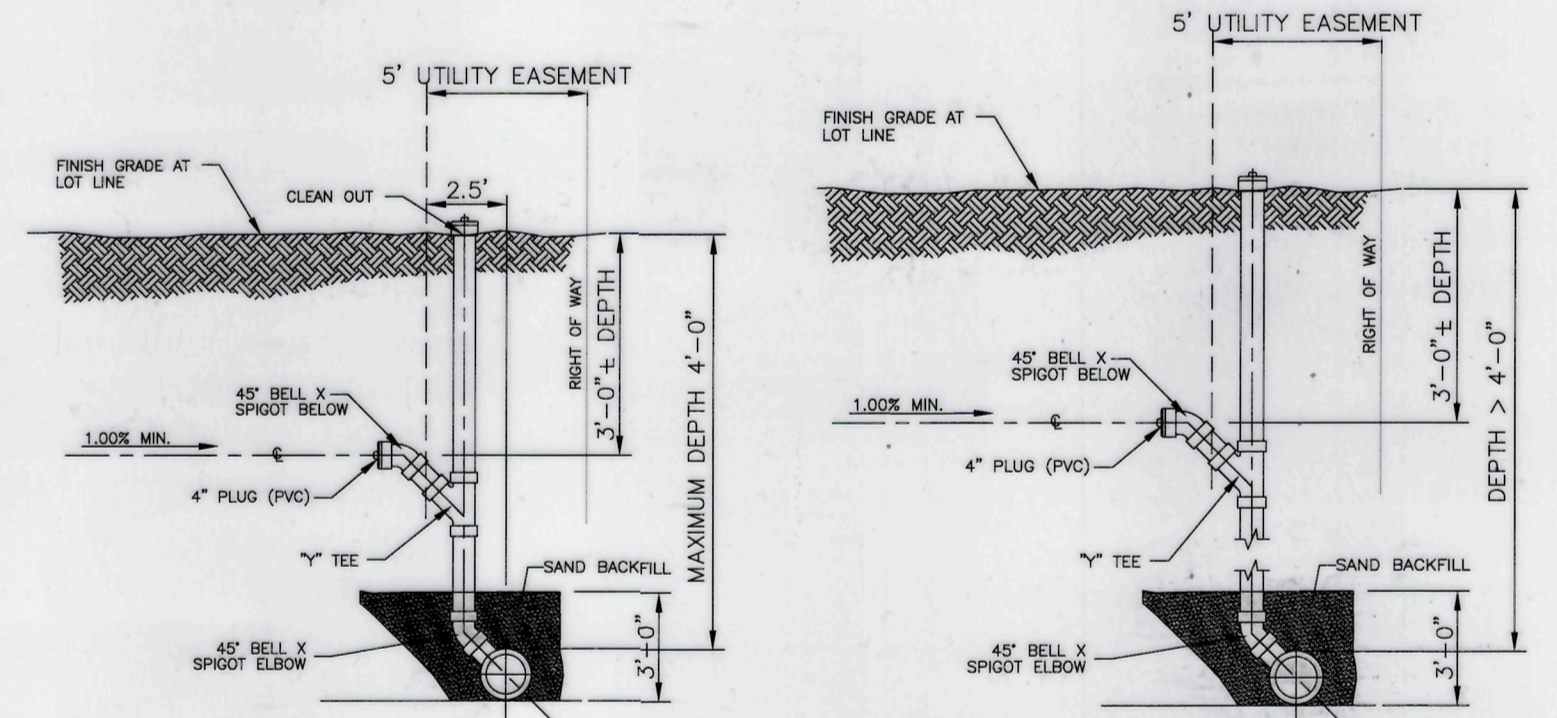 5' UTILITY EASEMENT
FINISH GRADE AT
LOT LINE
CLEAN OUT
2.5'
RIGHT OF WAY
3'-0"± DEPTH
MAXIMUM DEPTH 4'-0"
45° BELL X
SPIGOT BELOW
1.00% MIN.
℄
4" PLUG (PVC)
"Y" TEE
SAND BACKFILL
45° BELL X
SPIGOT ELBOW
3'-0"
5' UTILITY EASEMENT
FINISH GRADE AT
LOT LINE
RIGHT OF WAY
3'-0"± DEPTH
DEPTH > 4'-0"
45° BELL X
SPIGOT BELOW
1.00% MIN.
℄
4" PLUG (PVC)
"Y" TEE
SAND BACKFILL
45° BELL X
SPIGOT ELBOW
3'-0"